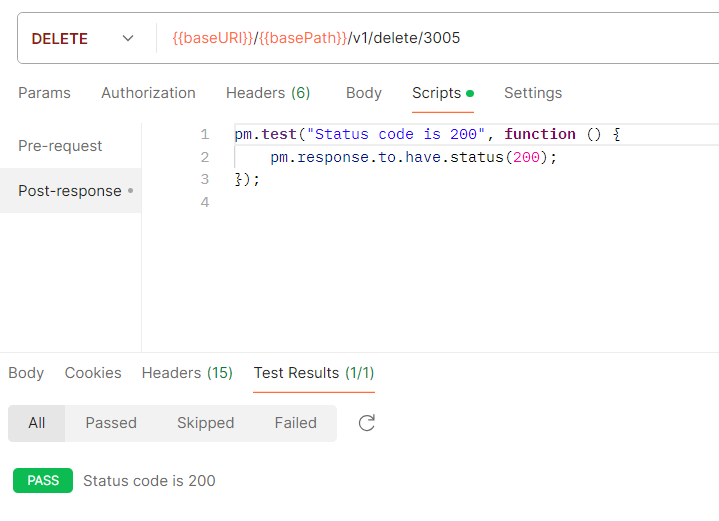 DELETE {{baseURI}}/{{basePath}}/v1/delete/3005
Params Authorization Headers (6) Body Scripts Settings
Pre-request
Post-response
1 pm.test("Status code is 200", function () {
2 pm.response.to.have.status(200);
3 });
4
Body Cookies Headers (15) Test Results (1/1)
All Passed Skipped Failed
PASS Status code is 200